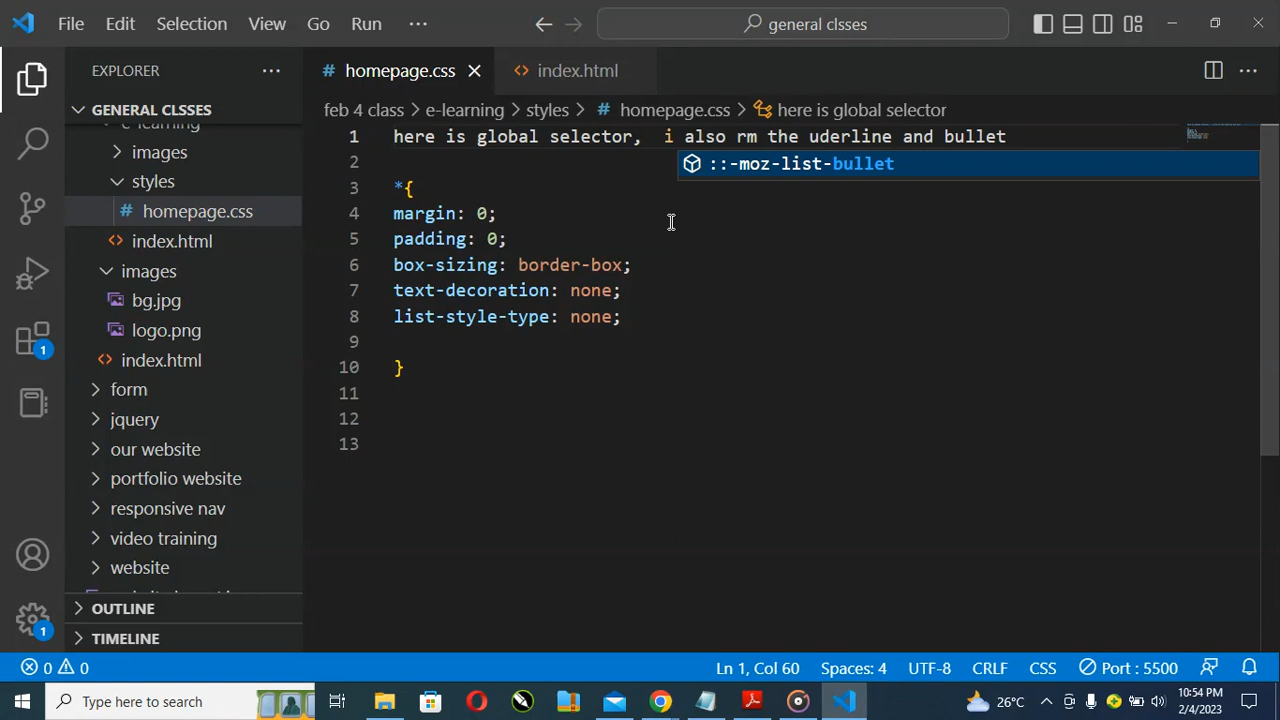 File Edit Selection View Go Run ··· general clsses
EXPLORER ···
GENERAL CLSSES
e-learning
images
styles
# homepage.css
<> index.html
images
bg.jpg
logo.png
<> index.html
form
jquery
our website
portfolio website
responsive nav
video training
website
OUTLINE
TIMELINE
1
1
# homepage.css <> index.html
feb 4 class > e-learning > styles > # homepage.css > here is global selector
1 here is global selector,  i also rm the uderline and bullet
::-moz-list-bullet
2
3 *{
4 margin: 0;
5 padding: 0;
6 box-sizing: border-box;
7 text-decoration: none;
8 list-style-type: none;
9
10 }
11
12
13
0 0 Ln 1, Col 60 Spaces: 4 UTF-8 CRLF CSS Port : 5500
Type here to search 26°C 10:54 PM
2/4/2023